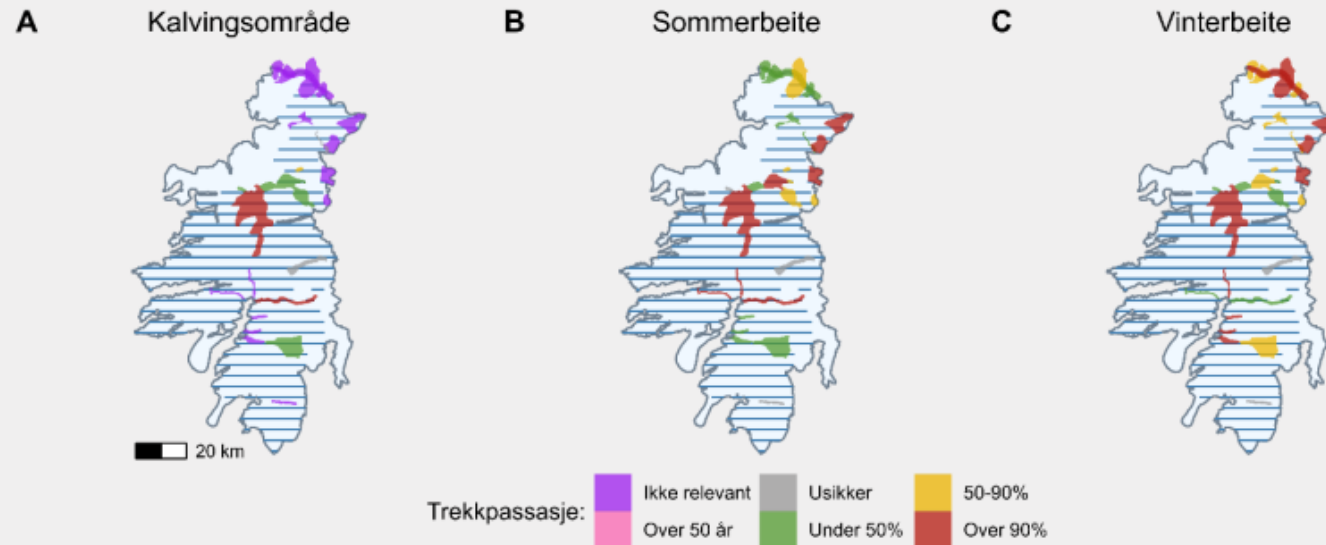 A Kalvingsområde B Sommerbeite C Vinterbeite
20 km
Trekkpassasje: Ikke relevant Usikker 50-90%
Over 50 år Under 50% Over 90%